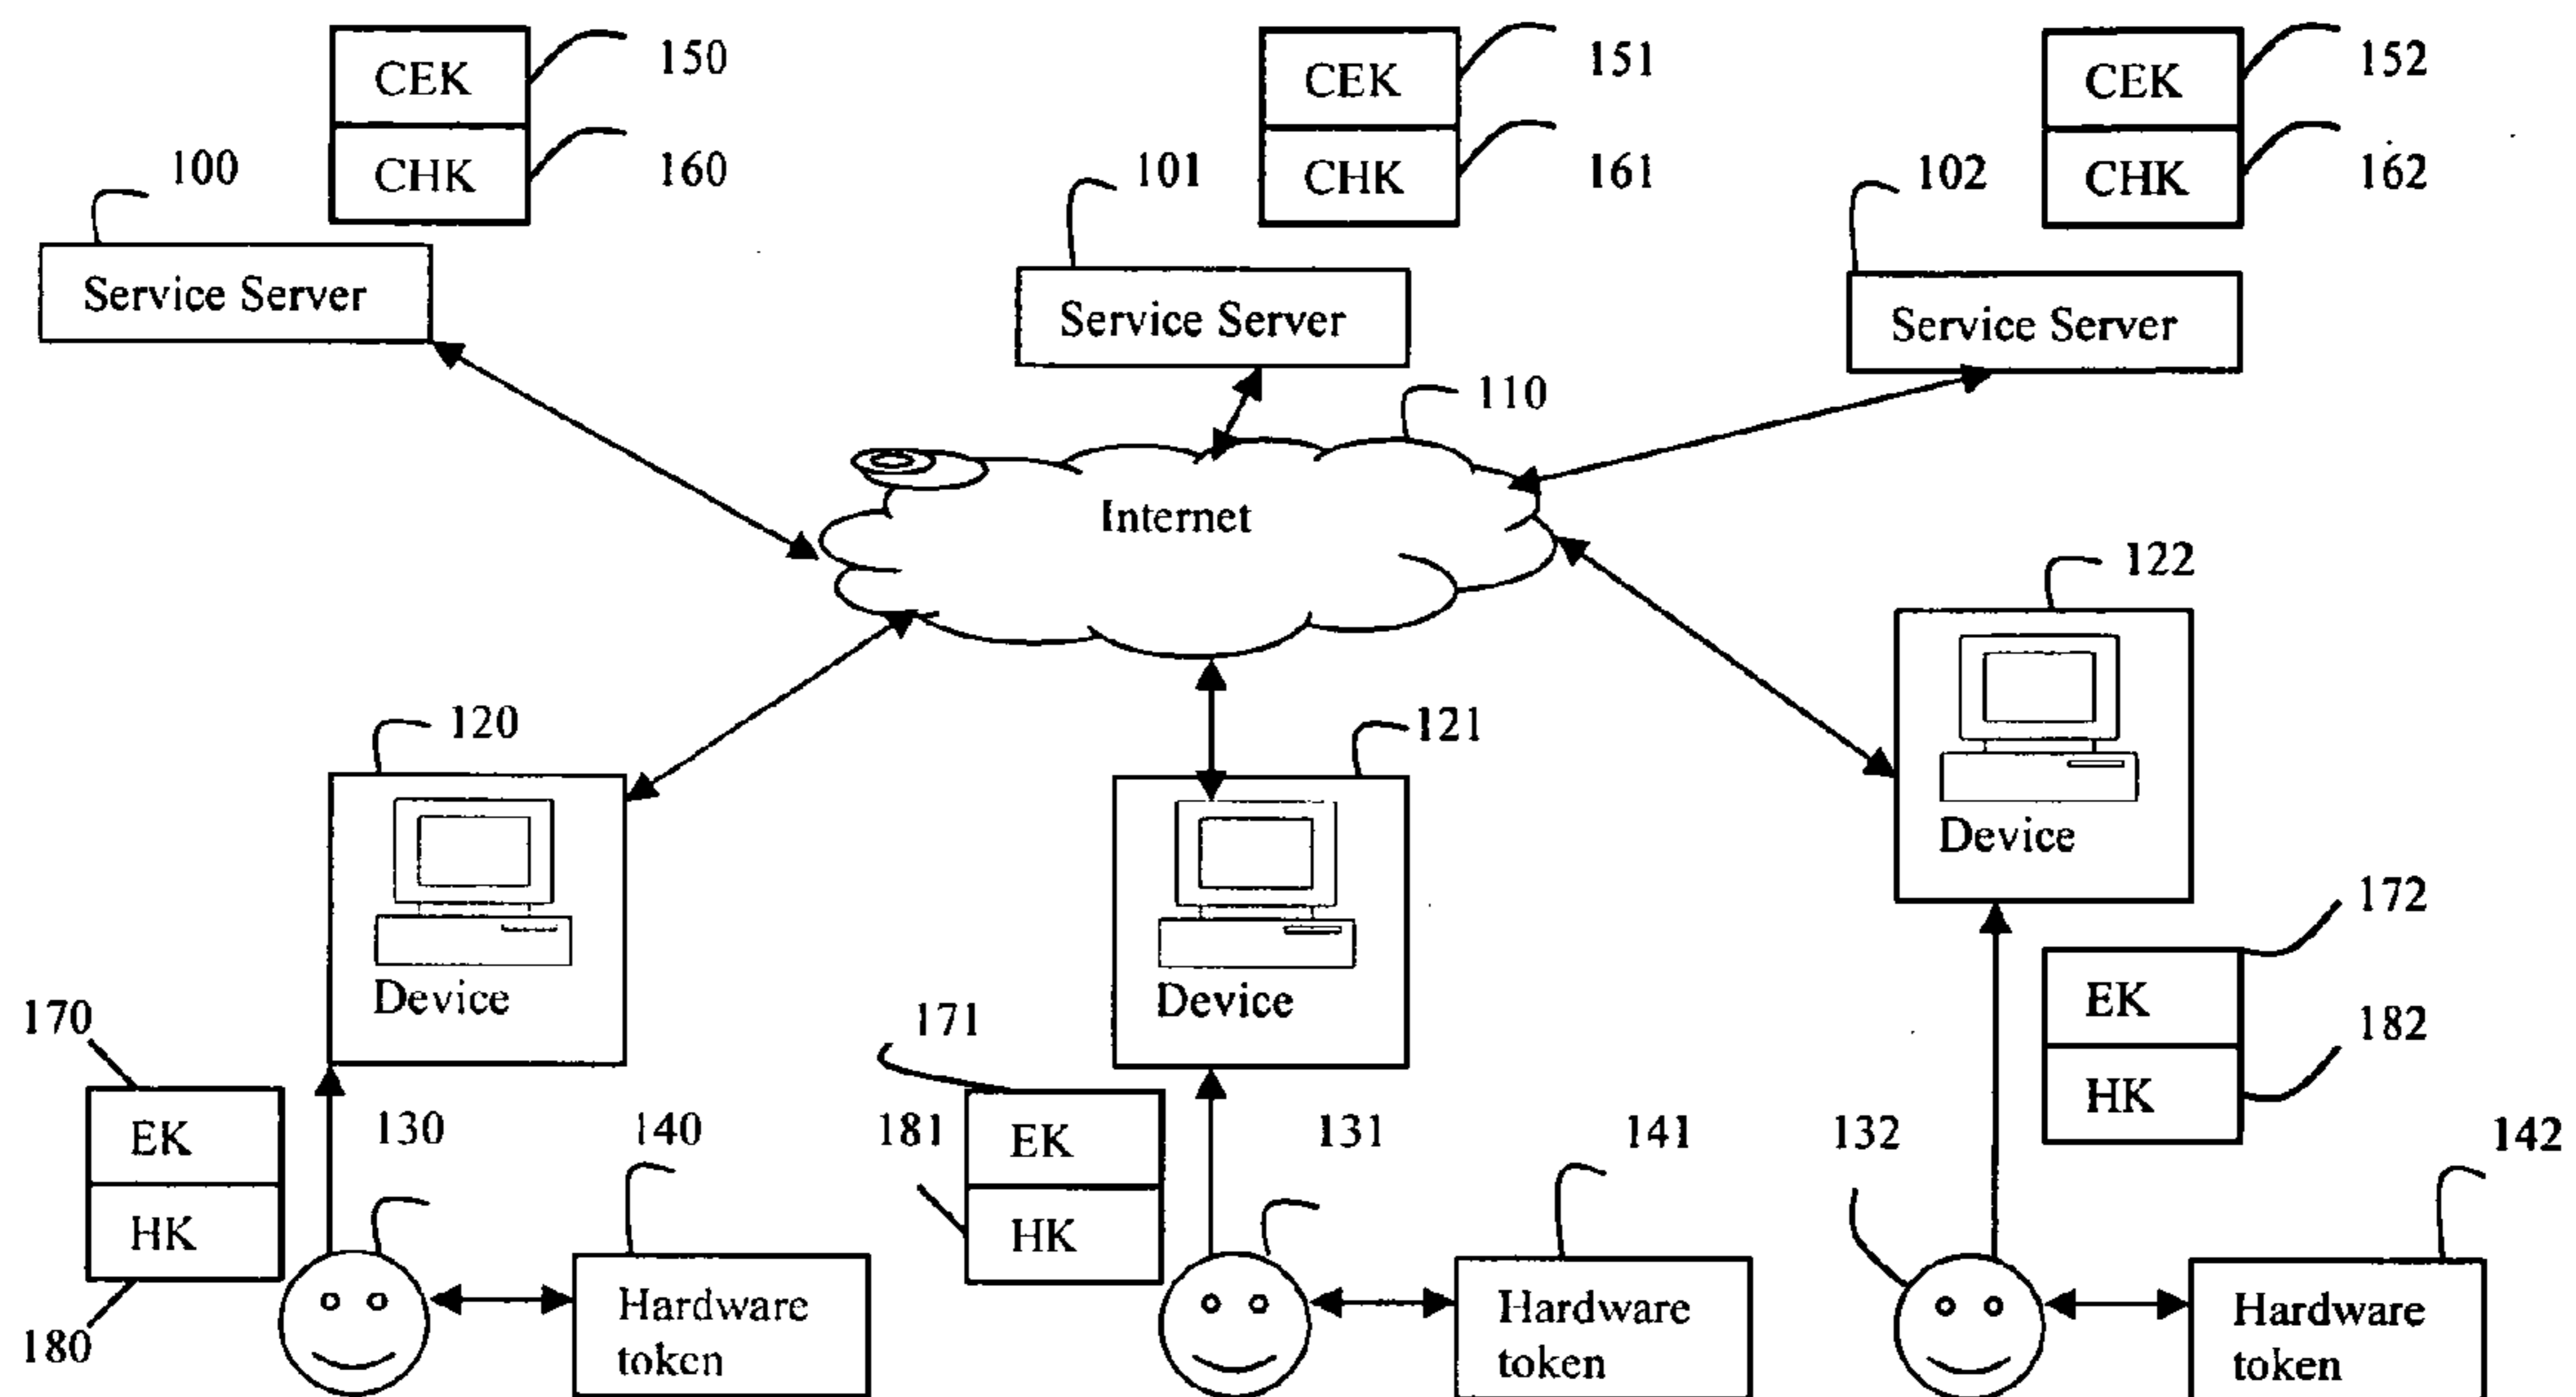 CEK
150
CEK
151
CEK
152
100
CHK
160
101
CHK
161
102
CHK
162
Service Server
Service Server
Service Server
110
Internet
122
Device
120
121
Device
Device
172
EK
182
HK
170
171
EK
HK
180
130
140
181
EK
HK
131
141
132
142
Hardware
token
Hardware
token
Hardware
token